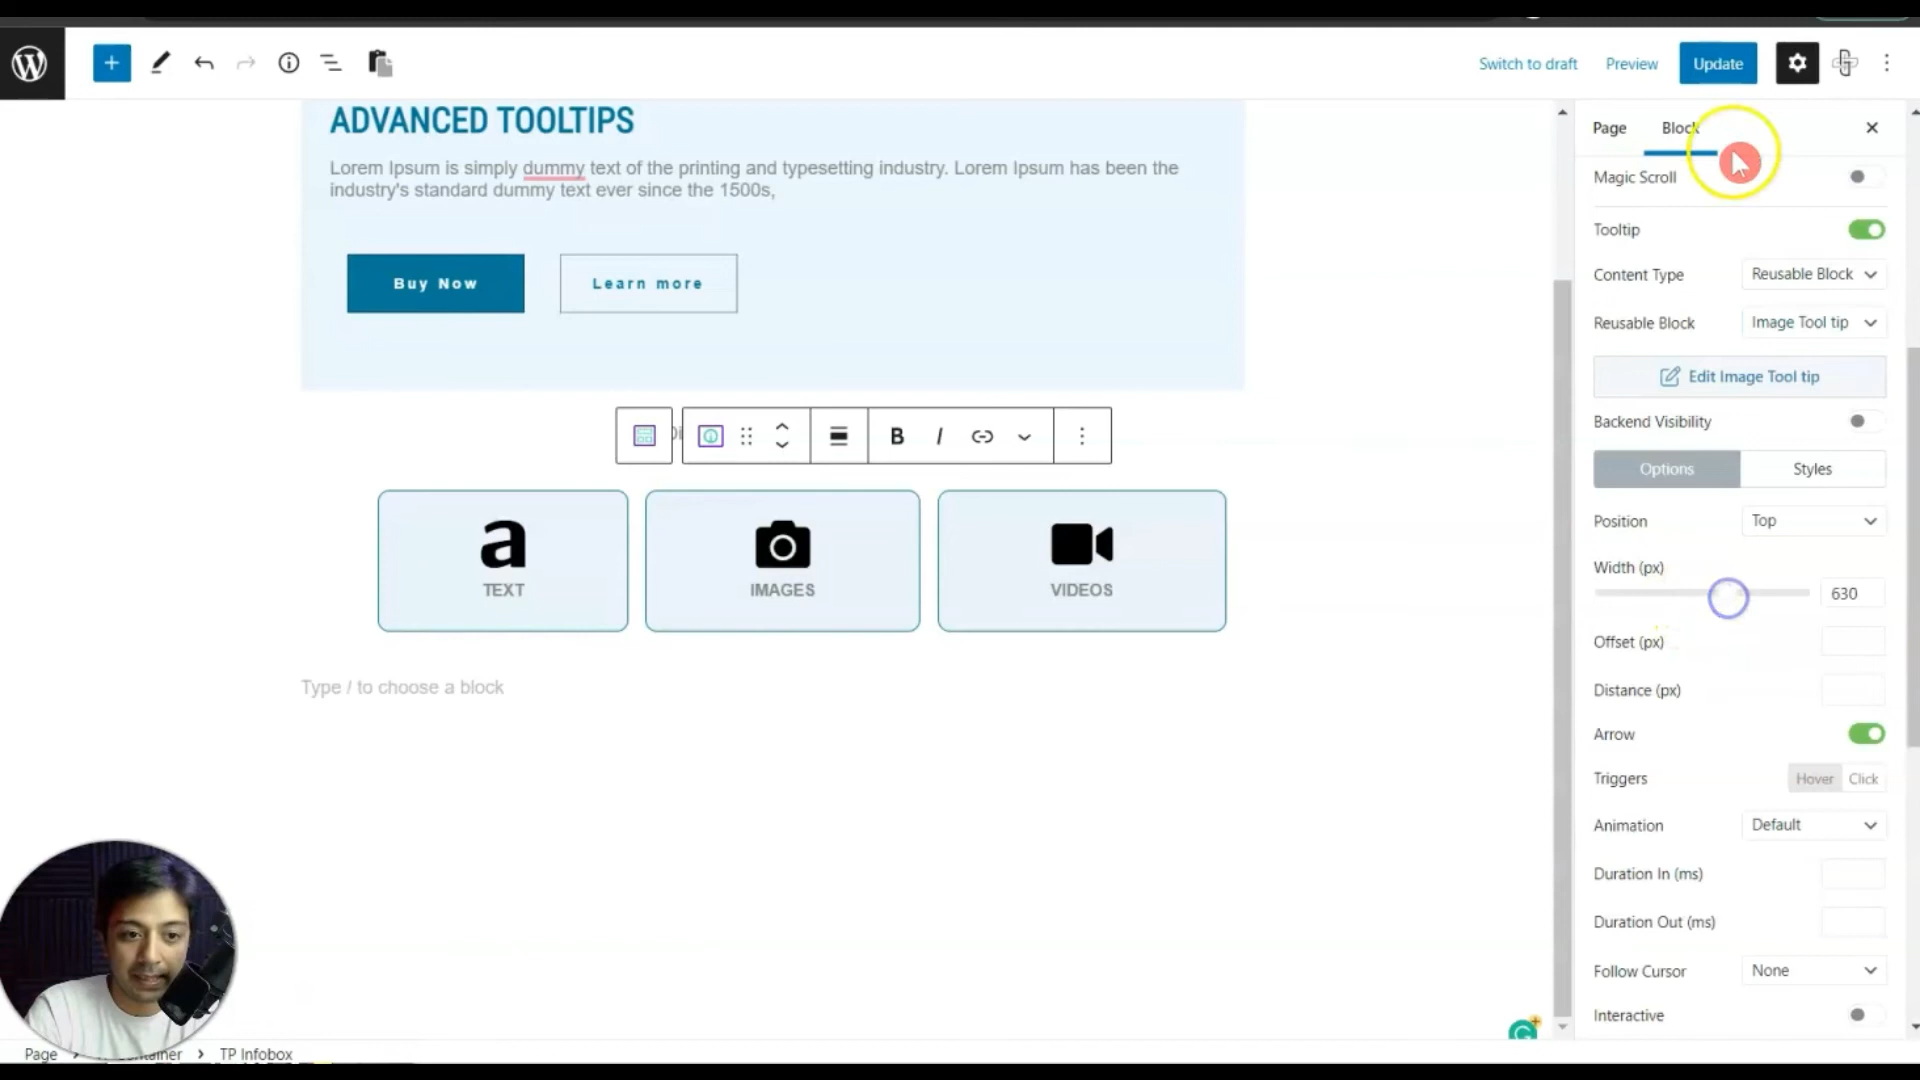 Switch to draft
Preview
Update
ADVANCED TOOLTIPS
Lorem Ipsum is simply dummy text of the printing and typesetting industry. Lorem Ipsum has been the
industry's standard dummy text ever since the 1500s,
Buy Now
Learn more
B I
a
TEXT
IMAGES
VIDEOS
Type / to choose a block
Page
Block
Magic Scroll
Tooltip
Content Type
Reusable Block
Reusable Block
Image Tool tip
Edit Image Tool tip
Backend Visibility
Options
Styles
Position
Top
Width (px)
630
Offset (px)
Distance (px)
Arrow
Triggers
Hover
Click
Animation
Default
Duration In (ms)
Duration Out (ms)
Follow Cursor
None
Interactive
Page
TP Infobox